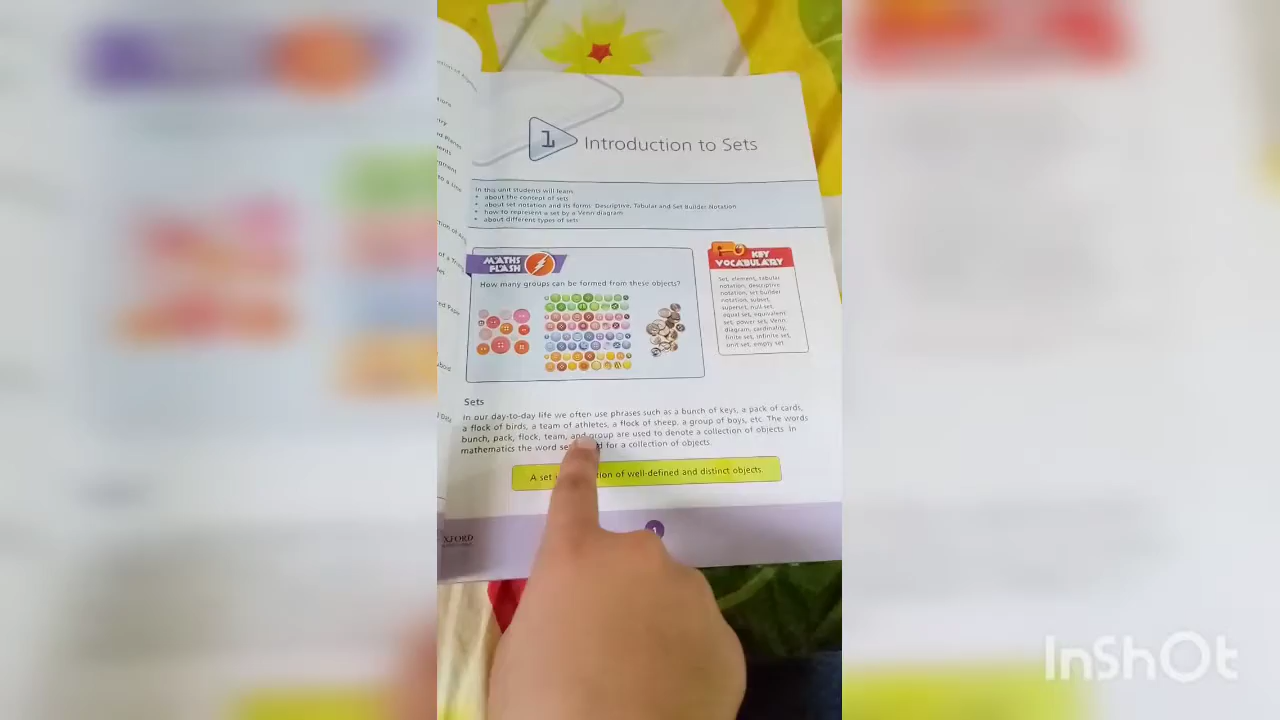 1 Introduction to Sets
In this unit students will learn
• about the concept of sets
• about set notation and its forms: Descriptive, Tabular and Set Builder Notation
• how to represent a set by a Venn diagram
• about different types of sets
MATHS
FLASH
How many groups can be formed from these objects?
KEY
VOCABULARY
Set, element, tabular
notation, descriptive
notation, set builder
notation, subset,
superset, null set,
equal set, equivalent
set, power set, Venn
diagram, cardinality,
finite set, infinite set,
unit set, empty set
Sets
In our day-to-day life we often use phrases such as a bunch of keys, a pack of cards,
a flock of birds, a team of athletes, a flock of sheep, a group of boys, etc. The words
bunch, pack, flock, team, and group are used to denote a collection of objects. In
mathematics the word set for a collection of objects.
A set of well-defined and distinct objects.
1
InShOt